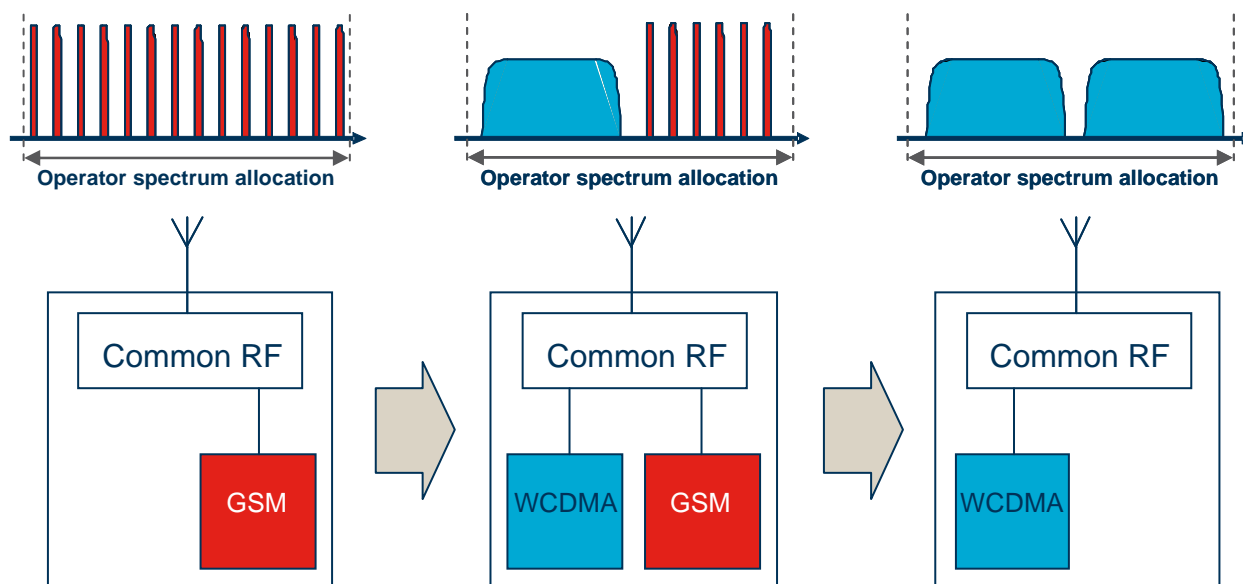 Operator spectrum allocation
Operator spectrum allocation
Operator spectrum allocation
Common RF
Common RF
Common RF
GSM
WCDMA
GSM
WCDMA